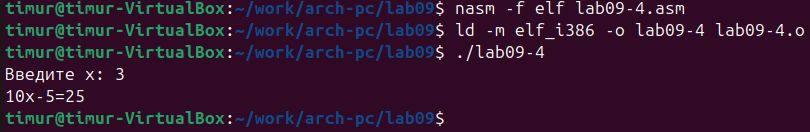 timur@timur-VirtualBox:~/work/arch-pc/lab09$ nasm -f elf lab09-4.asm
timur@timur-VirtualBox:~/work/arch-pc/lab09$ ld -m elf_i386 -o lab09-4 lab09-4.o
timur@timur-VirtualBox:~/work/arch-pc/lab09$ ./lab09-4
Введите x: 3
10x-5=25
timur@timur-VirtualBox:~/work/arch-pc/lab09$